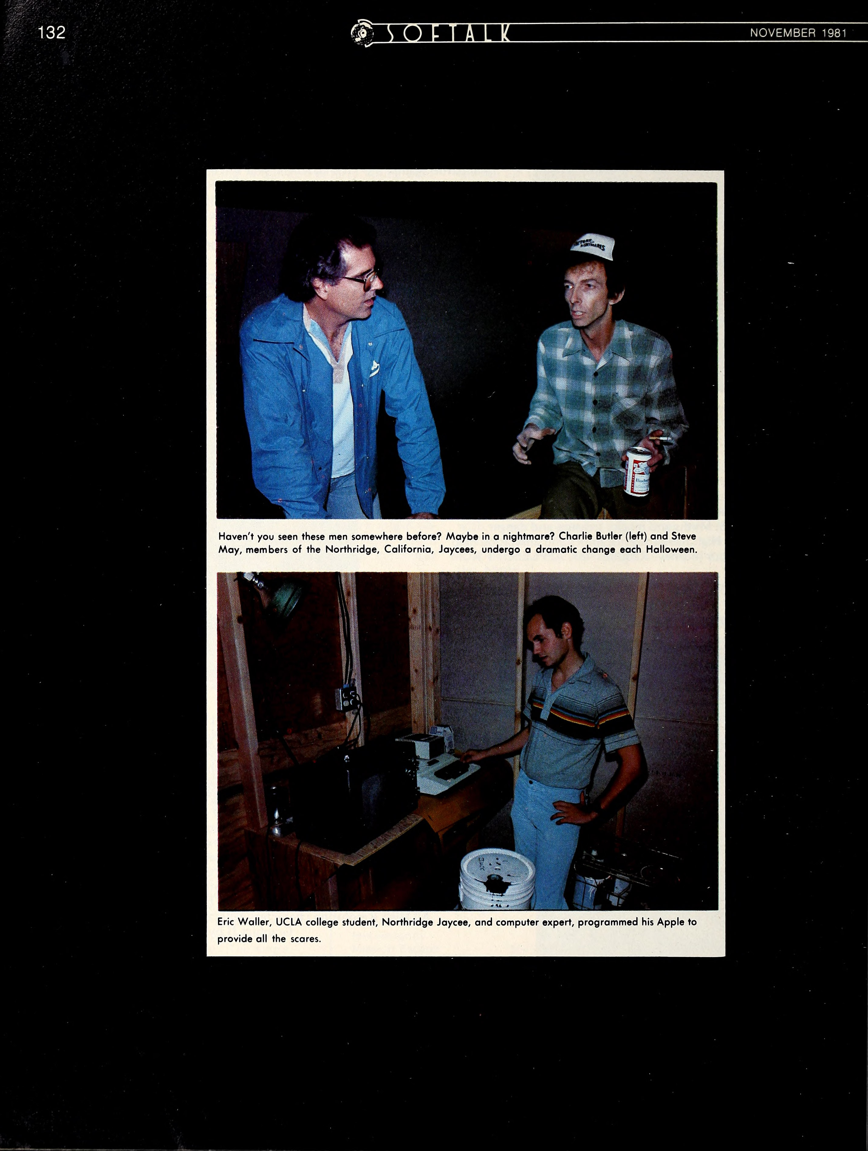 132
SOFTALK
NOVEMBER 1981
Haven't you seen these men somewhere before? Maybe in a nightmare? Charlie Butler (left) and Steve
May, members of the Northridge, California, Jaycees, undergo a dramatic change each Halloween.
Eric Waller, UCLA college student, Northridge Jaycee, and computer expert, programmed his Apple to
provide all the scares.